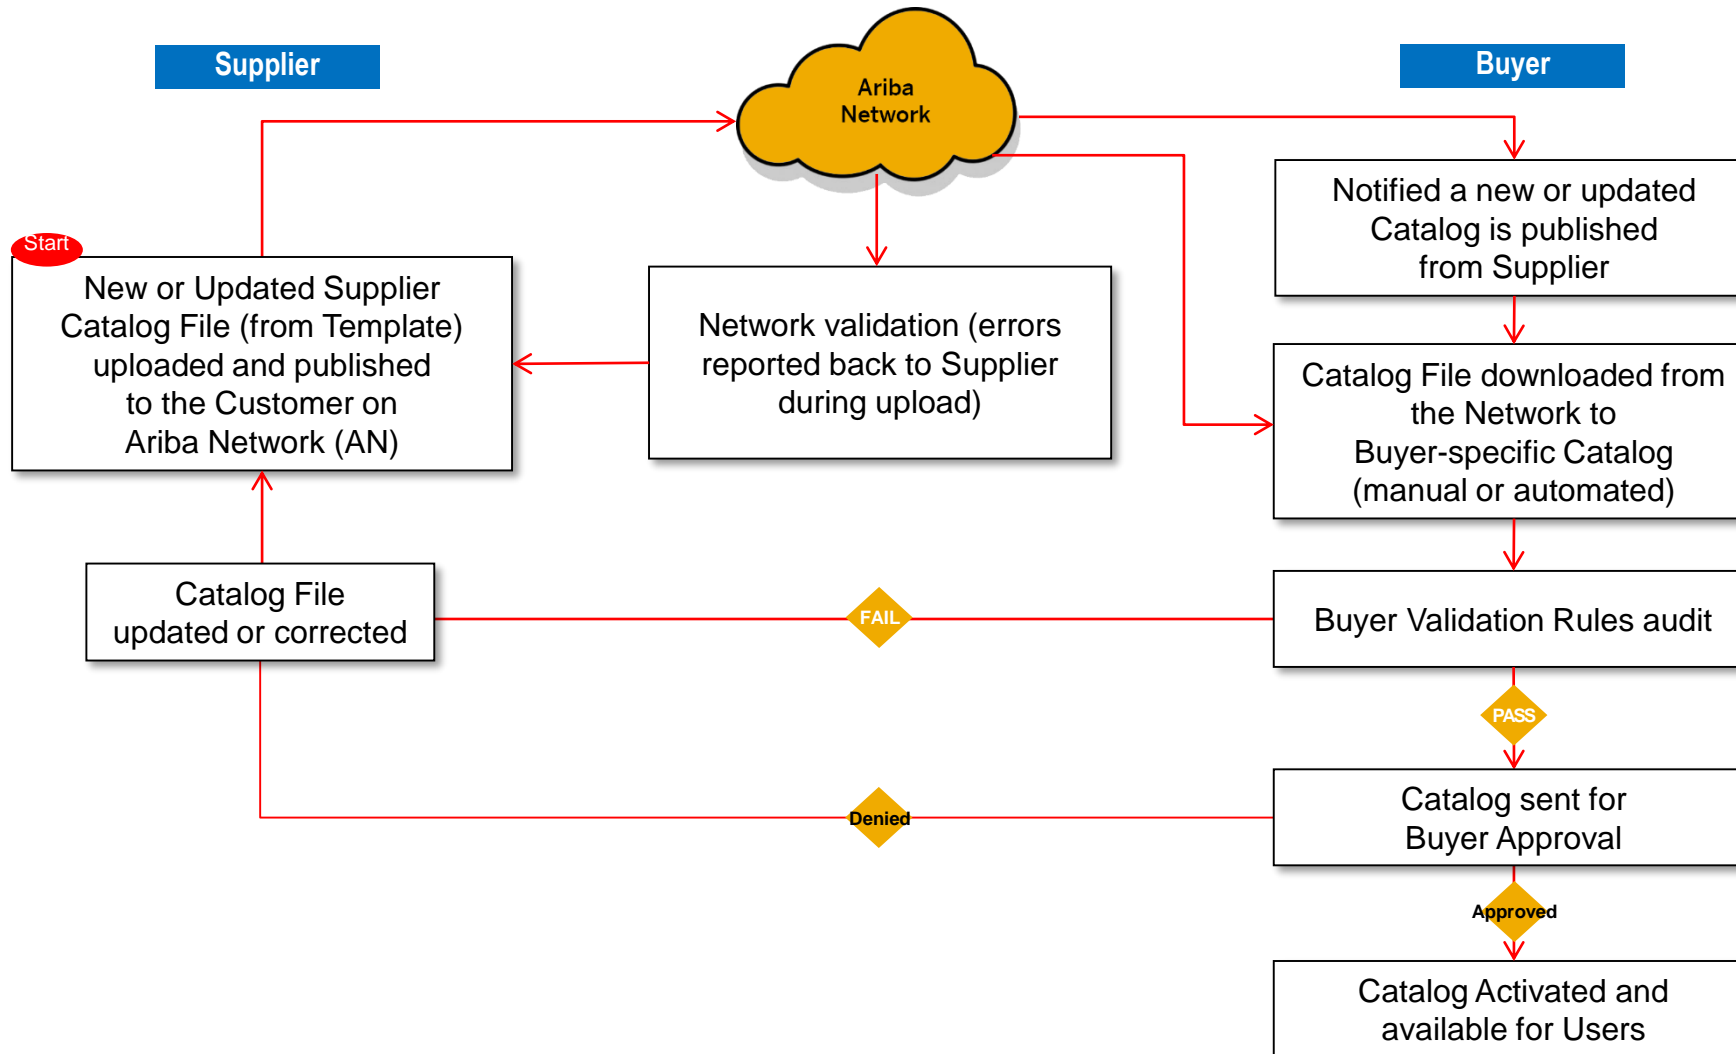 Supplier
Ariba
Network
Buyer
Start
New or Updated Supplier
Catalog File (from Template)
uploaded and published
to the Customer on
Ariba Network (AN)
Network validation (errors
reported back to Supplier
during upload)
Notified a new or updated
Catalog is published
from Supplier
Catalog File downloaded from
the Network to
Buyer-specific Catalog
(manual or automated)
Catalog File
updated or corrected
FAIL
Buyer Validation Rules audit
PASS
Denied
Catalog sent for
Buyer Approval
Approved
Catalog Activated and
available for Users